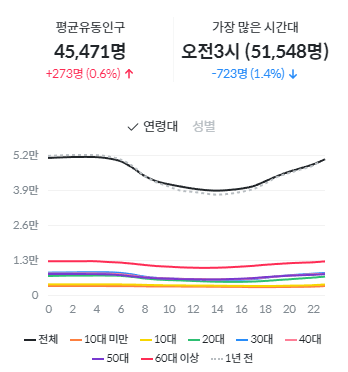 평균유동인구
45,471명
+273명 (0.6%) ↑
가장 많은 시간대
오전3시 (51,548명)
-723명 (1.4%) ↓
연령대 성별
5.2만
3.9만
2.6만
1.3만
0
0 2 4 6 8 10 12 14 16 18 20 22
전체 10대 미만 10대 20대 30대 40대
50대 60대 이상 1년 전